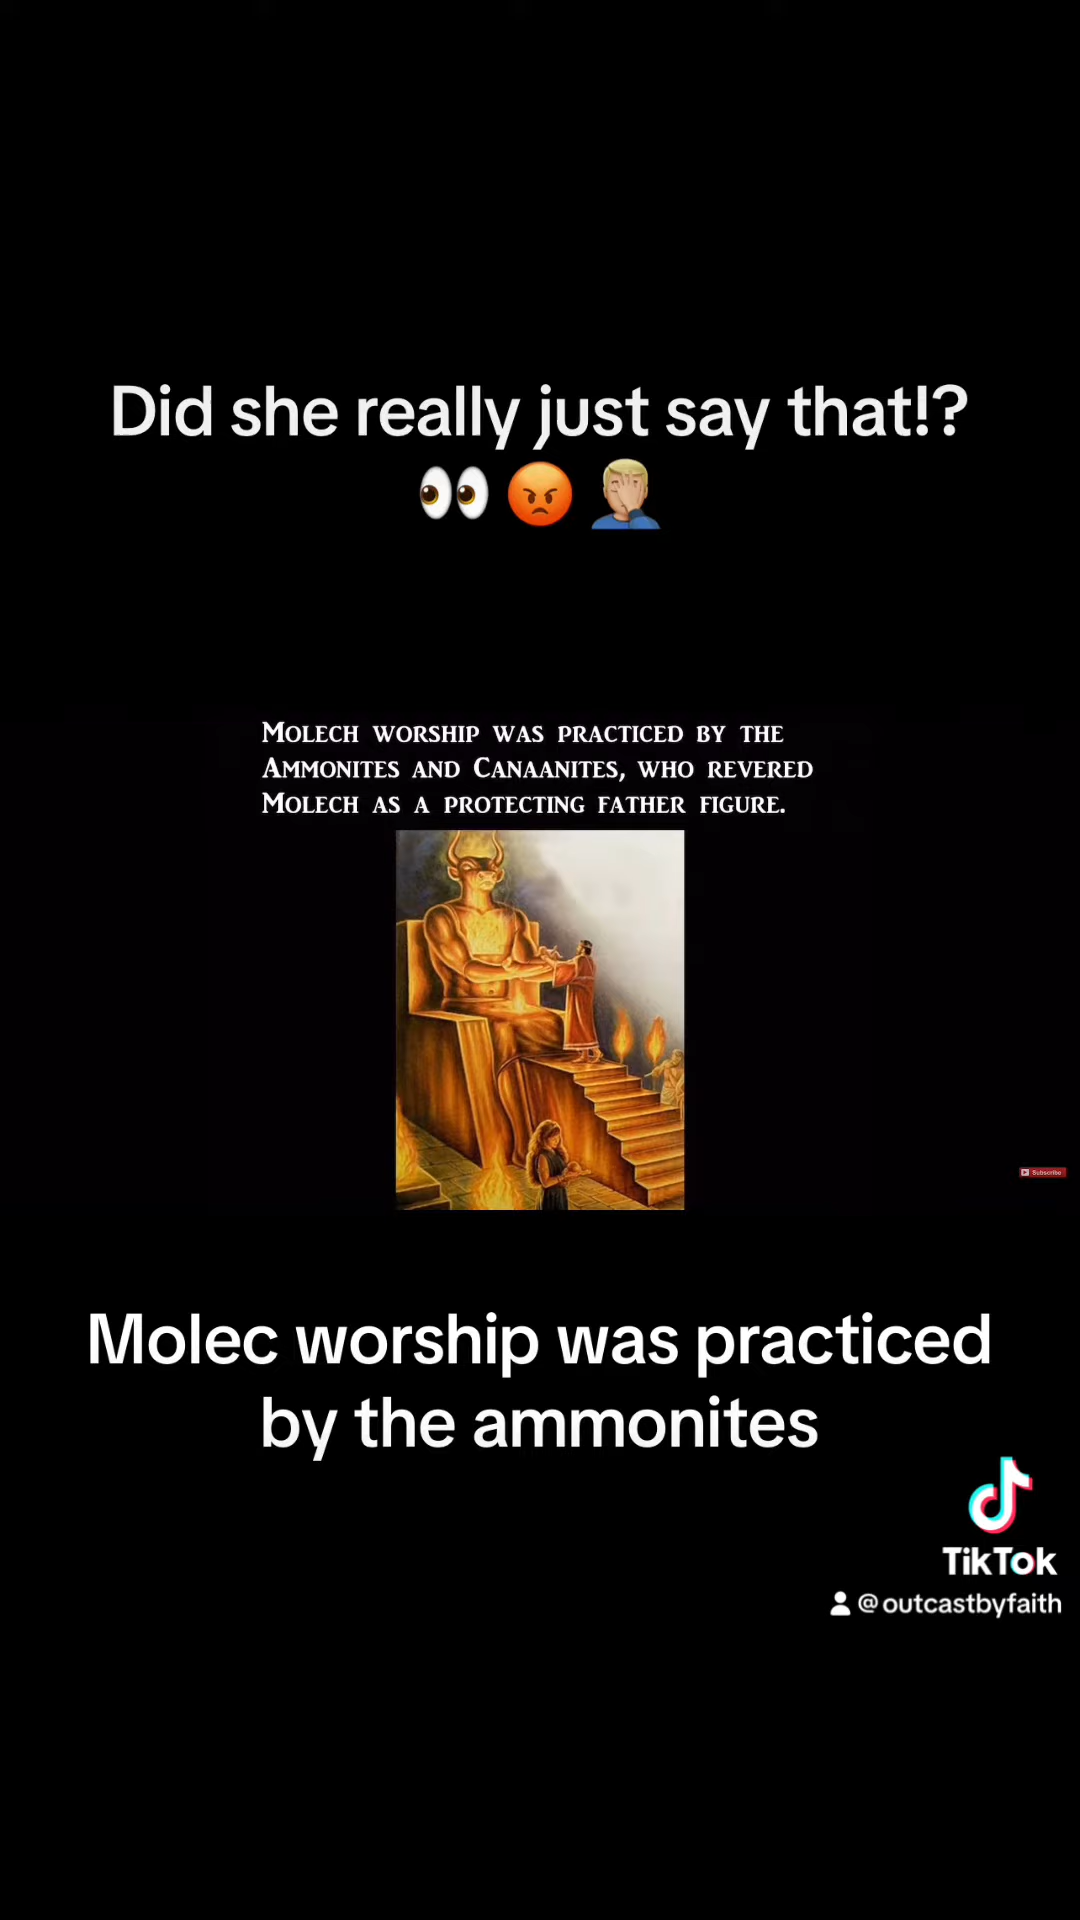 Did she really just say that!?
👀 😡 🤦🏼‍♂️
Molech worship was practiced by the
Ammonites and Canaanites, who revered
Molech as a protecting father figure.
Subscribe
Molec worship was practiced
by the ammonites
TikTok
@outcastbyfaith